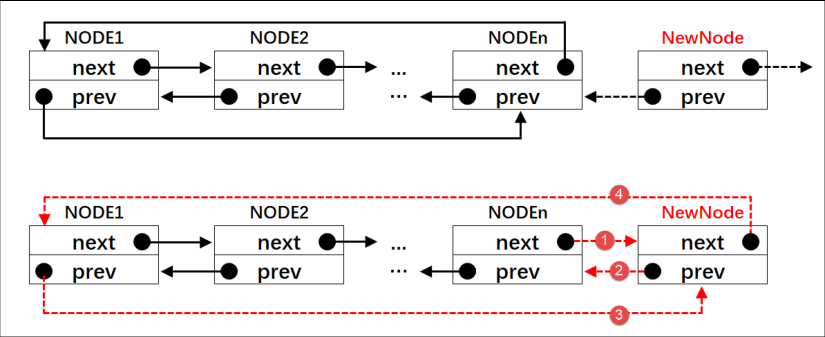 NODE1 NODE2 NODEn NewNode
next next ... next next
prev prev ... prev prev
4
NODE1 NODE2 NODEn NewNode
next next ... next 1 next
prev prev ... prev 2 prev
3